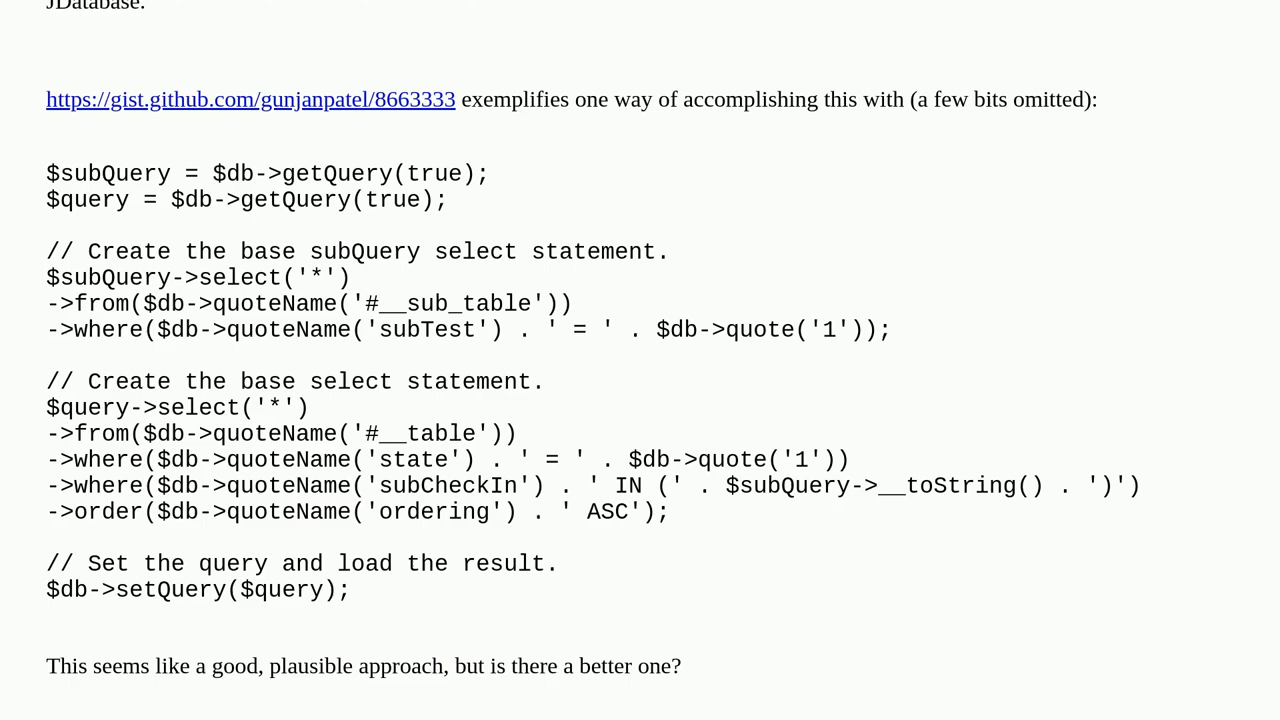 JDatabase.
https://gist.github.com/gunjanpatel/8663333 exemplifies one way of accomplishing this with (a few bits omitted):
$subQuery = $db->getQuery(true);
$query = $db->getQuery(true);
// Create the base subQuery select statement.
$subQuery->select('*')
->from($db->quoteName('#__sub_table'))
->where($db->quoteName('subTest') . ' = ' . $db->quote('1'));
// Create the base select statement.
$query->select('*')
->from($db->quoteName('#__table'))
->where($db->quoteName('state') . ' = ' . $db->quote('1'))
->where($db->quoteName('subCheckIn') . ' IN (' . $subQuery->__toString() . ')')
->order($db->quoteName('ordering') . ' ASC');
// Set the query and load the result.
$db->setQuery($query);
This seems like a good, plausible approach, but is there a better one?